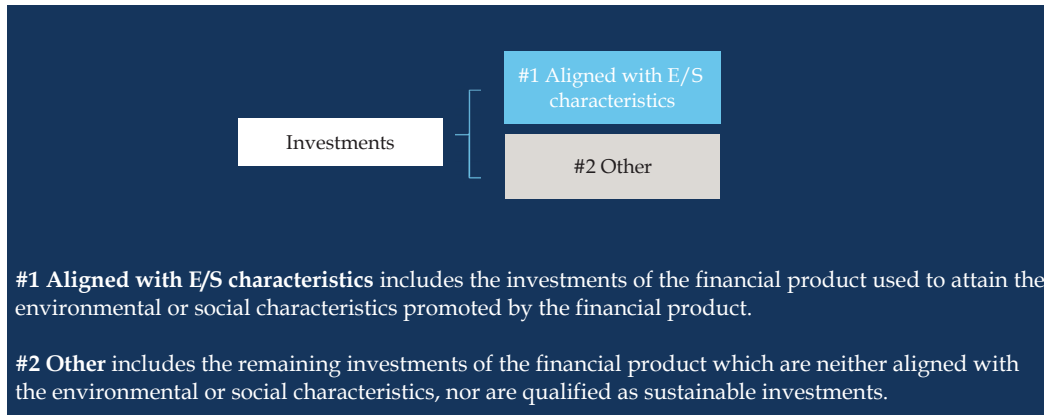 #1 Aligned with E/S
characteristics
Investments
#2 Other
#1 Aligned with E/S characteristics includes the investments of the financial product used to attain the
environmental or social characteristics promoted by the financial product.
#2 Other includes the remaining investments of the financial product which are neither aligned with
the environmental or social characteristics, nor are qualified as sustainable investments.